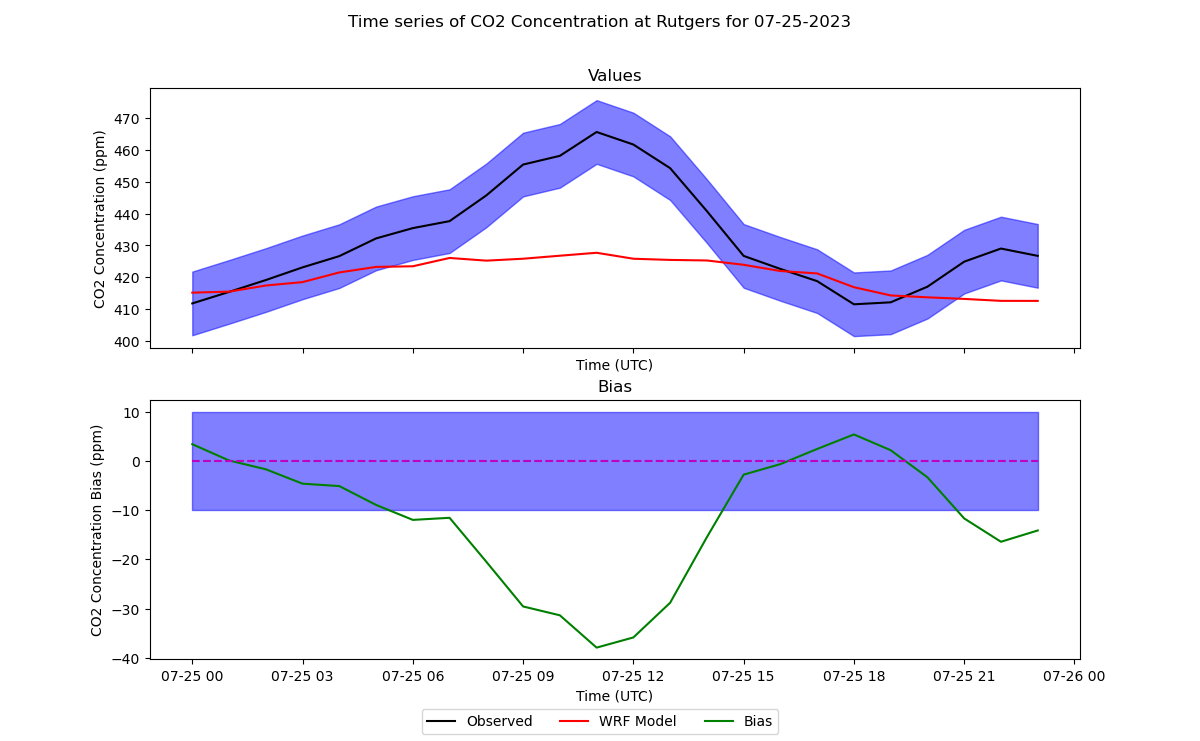 Time series of CO2 Concentration at Rutgers for 07-25-2023
Values
CO2 Concentration (ppm)
470
460
450
440
430
420
410
400
Time (UTC)
Bias
CO2 Concentration Bias (ppm)
10
0
−10
−20
−30
−40
07-25 00 07-25 03 07-25 06 07-25 09 07-25 12 07-25 15 07-25 18 07-25 21 07-26 00
Time (UTC)
Observed WRF Model Bias